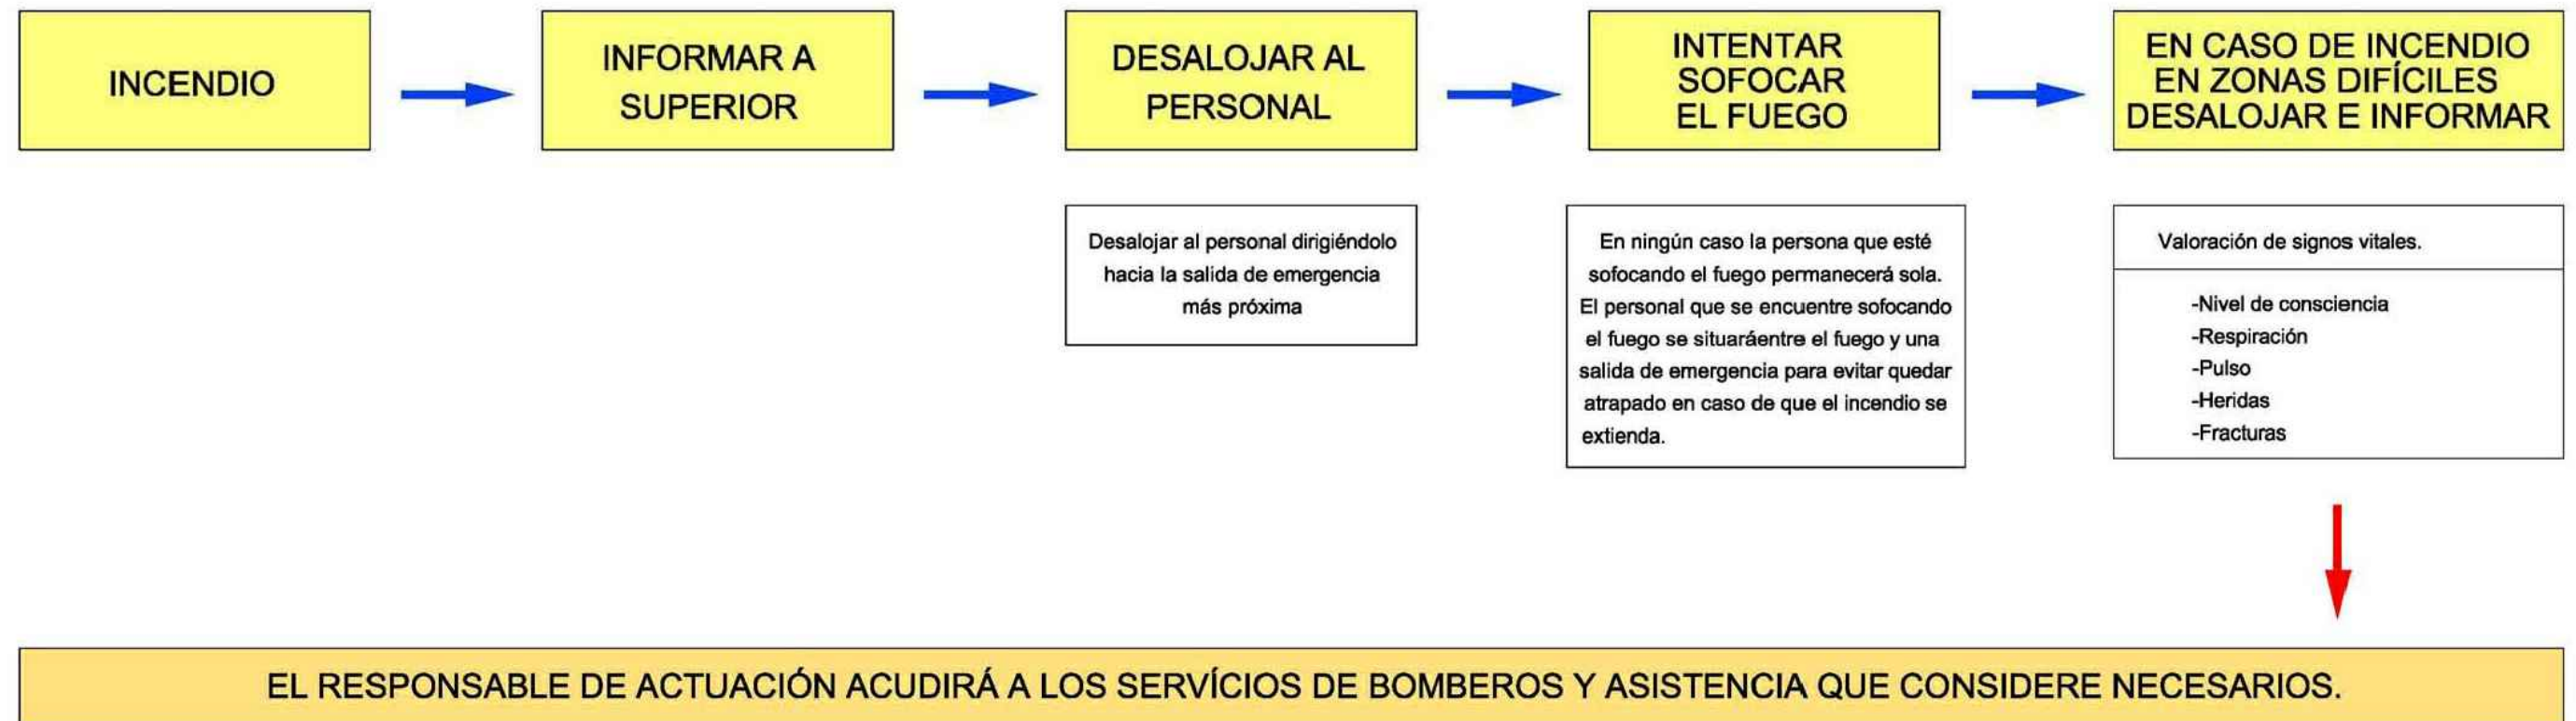 INCENDIO
INFORMAR A
SUPERIOR
DESALOJAR AL
PERSONAL
INTENTAR
SOFOCAR
EL FUEGO
EN CASO DE INCENDIO
EN ZONAS DIFÍCILES
DESALOJAR E INFORMAR
Desalojar al personal dirigiéndolo
hacia la salida de emergencia
más próxima
En ningún caso la persona que esté
sofocando el fuego permanecerá sola.
El personal que se encuentre sofocando
el fuego se situaráentre el fuego y una
salida de emergencia para evitar quedar
atrapado en caso de que el incendio se
extienda.
Valoración de signos vitales.
-Nivel de consciencia
-Respiración
-Pulso
-Heridas
-Fracturas
EL RESPONSABLE DE ACTUACIÓN ACUDIRÁ A LOS SERVÍCIOS DE BOMBEROS Y ASISTENCIA QUE CONSIDERE NECESARIOS.